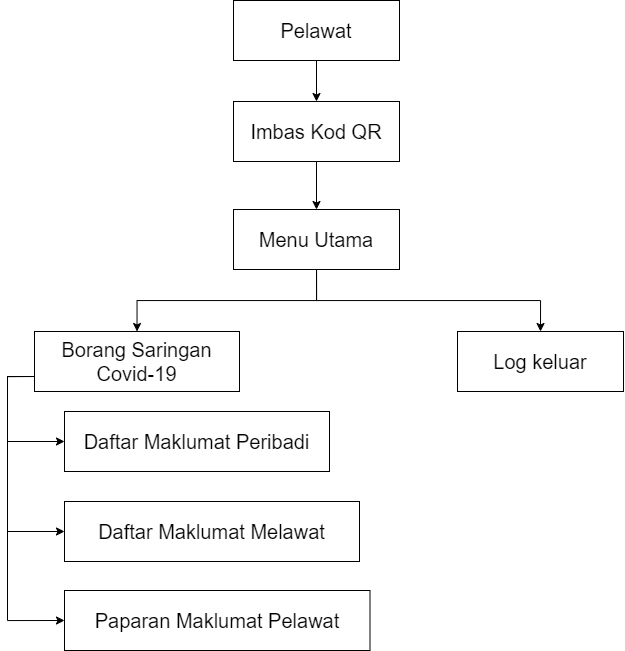 Pelawat
Imbas Kod QR
Menu Utama
Borang Saringan
Covid-19
Log keluar
Daftar Maklumat Peribadi
Daftar Maklumat Melawat
Paparan Maklumat Pelawat